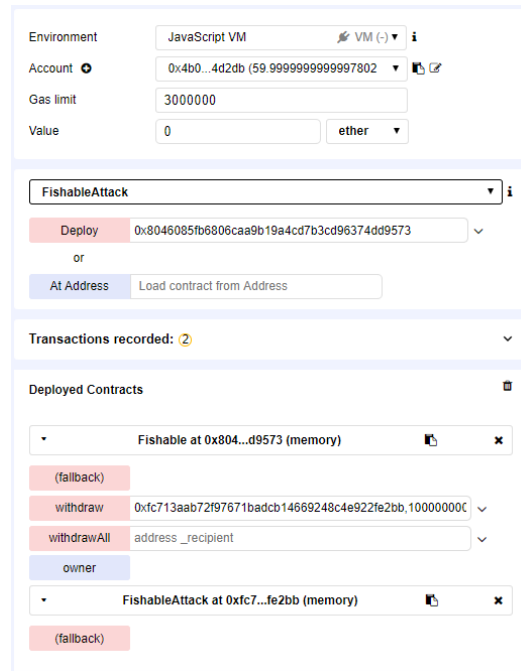 Environment JavaScript VM VM (-) i
Account 0x4b0...4d2db (59.9999999999997802
Gas limit 3000000
Value 0 ether
FishableAttack i
Deploy 0x8046085fb6806caa9b19a4cd7b3cd96374dd9573
or
At Address Load contract from Address
Transactions recorded: 2
Deployed Contracts
Fishable at 0x804...d9573 (memory)
(fallback)
withdraw 0xfc713aab72f97671badcb14669248c4e922fe2bb,10000000
withdrawAll address _recipient
owner
FishableAttack at 0xfc7...fe2bb (memory)
(fallback)